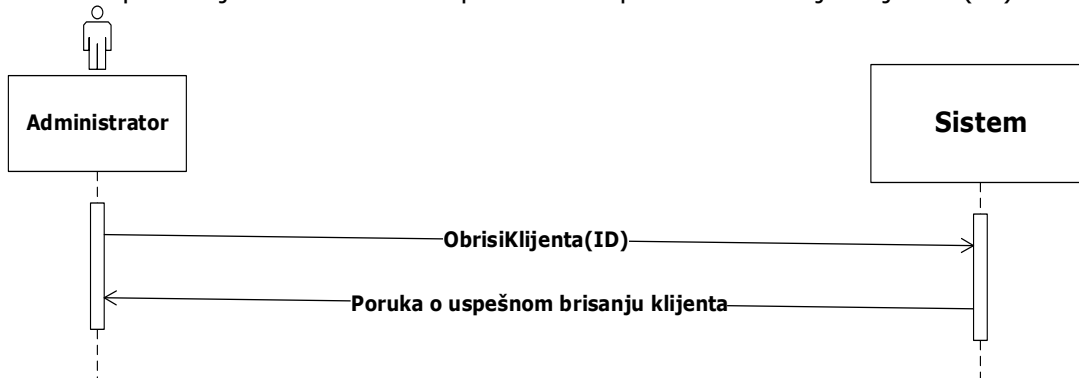 Administrator
Sistem
ObrisiKlijenta(ID)
Poruka o uspešnom brisanju klijenta